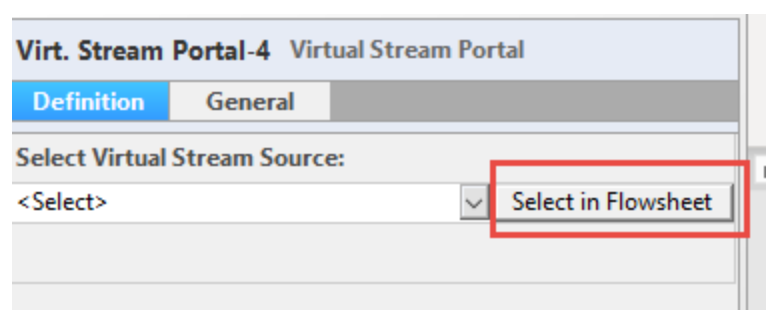 Virt. Stream Portal-4 Virtual Stream Portal
Definition General
Select Virtual Stream Source:
<Select> Select in Flowsheet